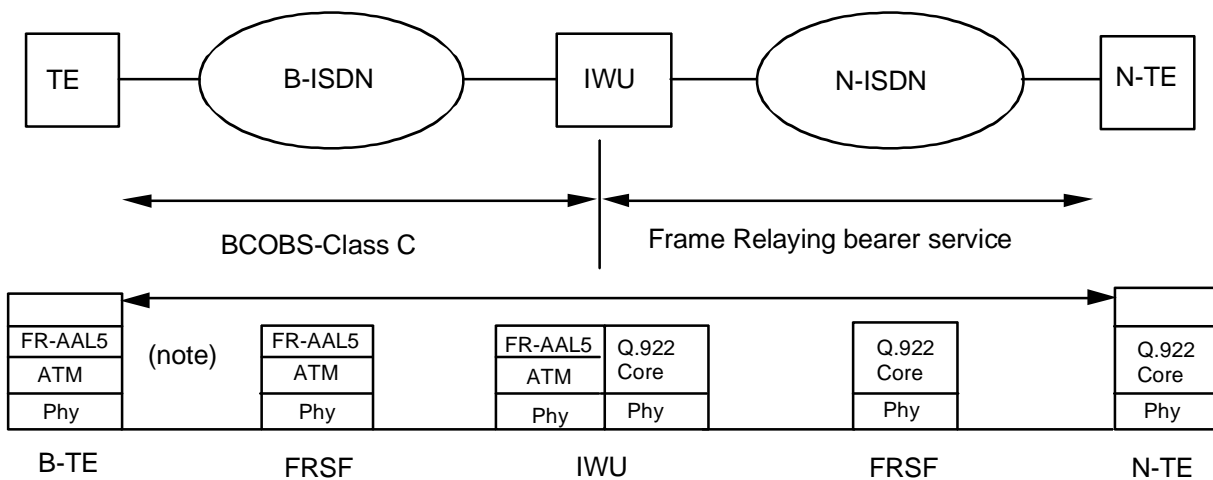 TE
B-ISDN
IWU
N-ISDN
N-TE
BCOBS-Class C
Frame Relaying bearer service
FR-AAL5
ATM
Phy
(note)
FR-AAL5
ATM
Phy
FR-AAL5
ATM
Phy
Q.922
Core
Phy
Q.922
Core
Phy
Q.922
Core
Phy
B-TE
FRSF
IWU
FRSF
N-TE